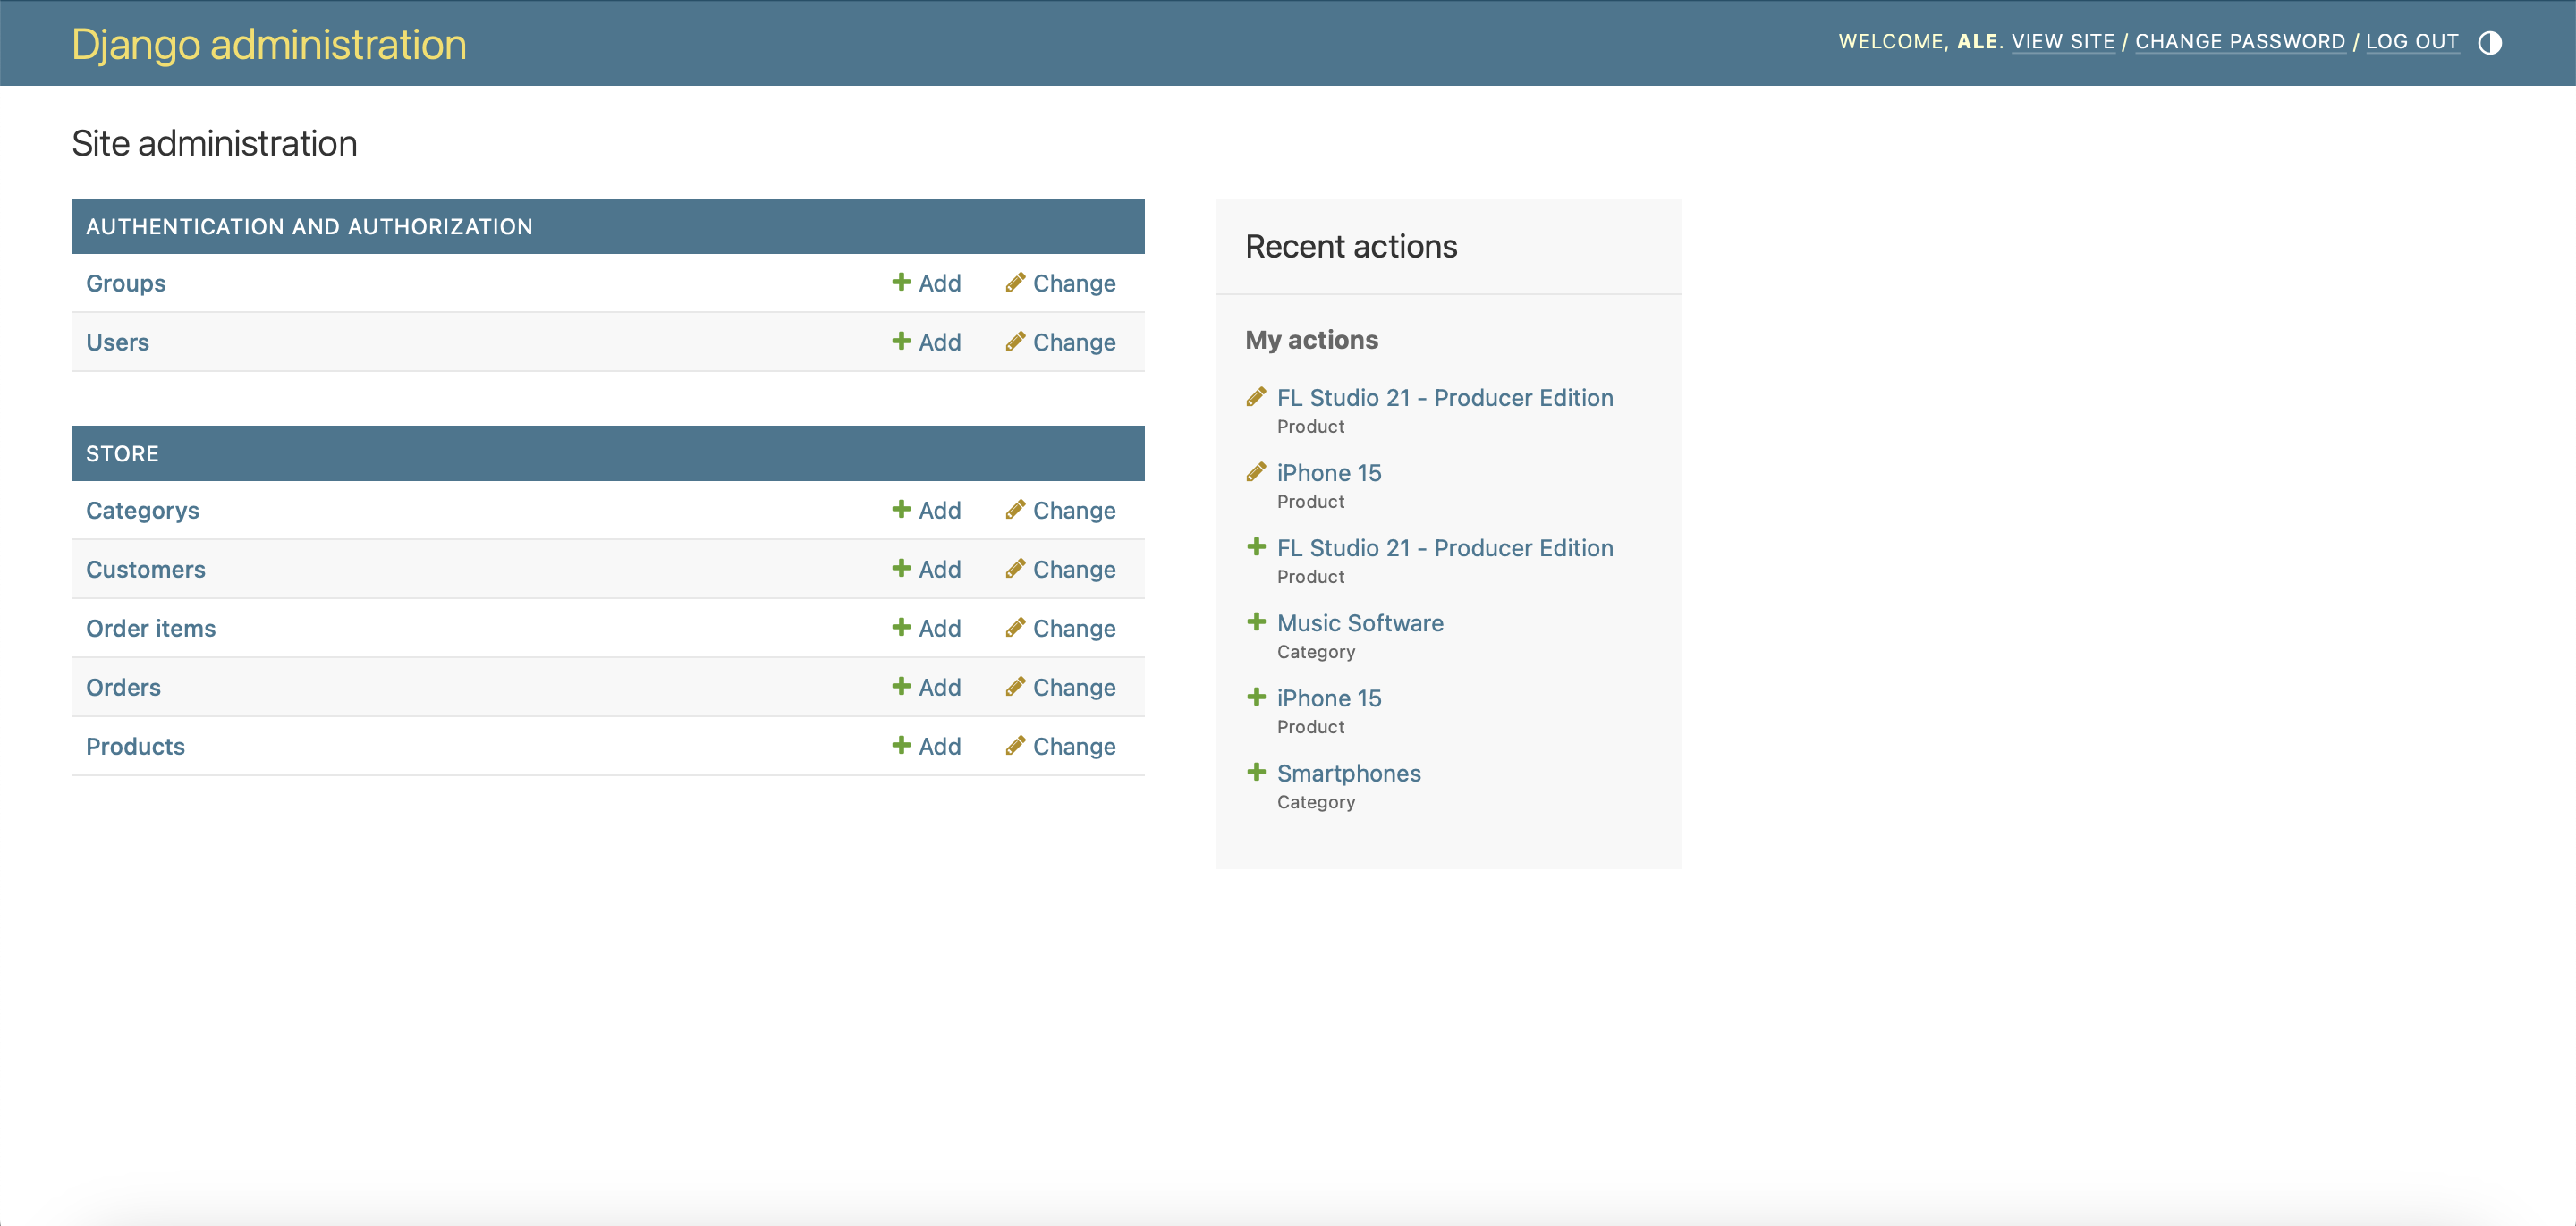 Django administration
WELCOME, ALE. VIEW SITE / CHANGE PASSWORD / LOG OUT
Site administration
AUTHENTICATION AND AUTHORIZATION
Groups Add Change
Users Add Change
STORE
Categorys Add Change
Customers Add Change
Order items Add Change
Orders Add Change
Products Add Change
Recent actions
My actions
FL Studio 21 - Producer Edition
Product
iPhone 15
Product
FL Studio 21 - Producer Edition
Product
Music Software
Category
iPhone 15
Product
Smartphones
Category